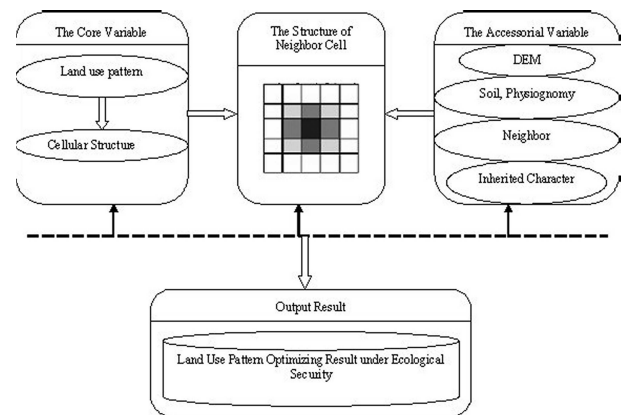 The Core Variable
Land use pattern
Cellular Structure
The Structure of
Neighbor Cell
The Accessorial Variable
DEM
Soil, Physiognomy
Neighbor
Inherited Character
Output Result
Land Use Pattern Optimizing Result under Ecological
Security